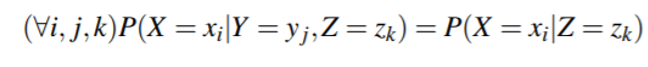 (∀i, j,k)P(X = xᵢ|Y = yⱼ,Z = zₖ) = P(X = xᵢ|Z = zₖ)